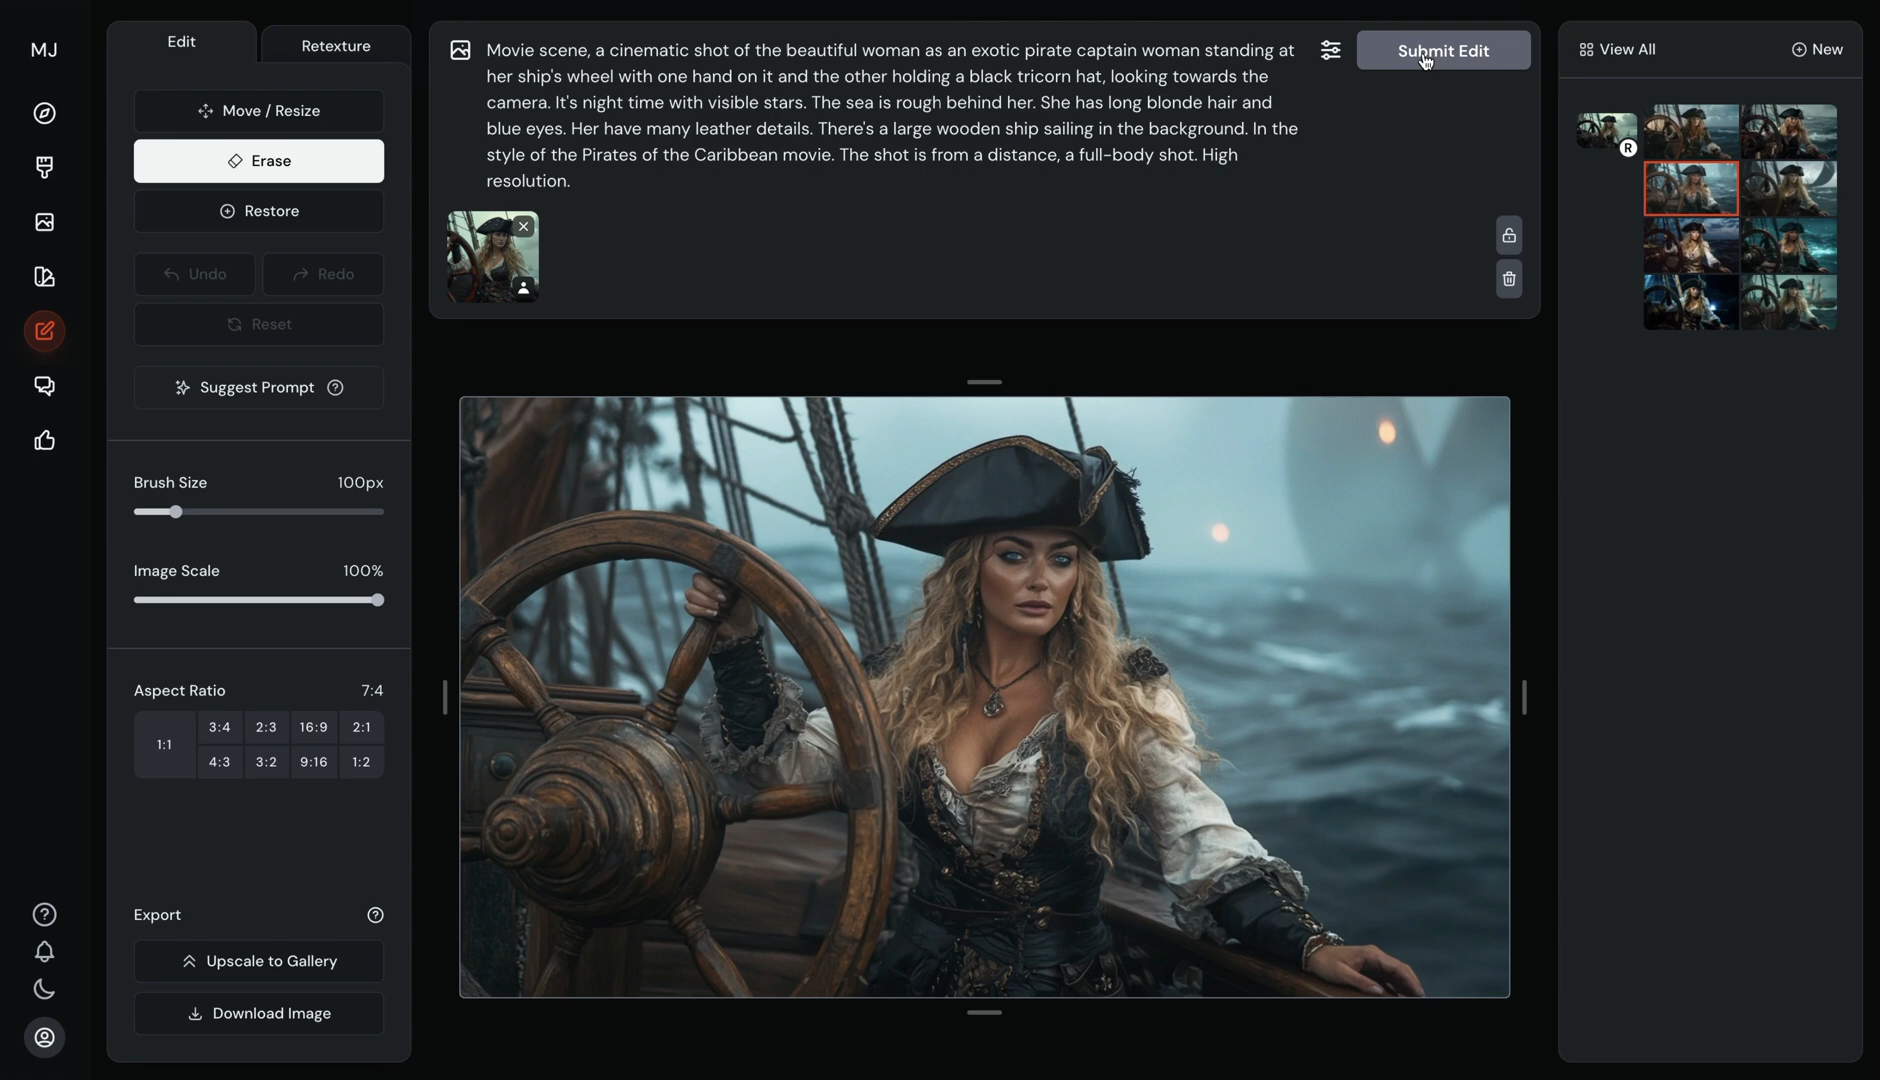 MJ
Edit
Retexture
Move / Resize
Erase
Restore
Undo
Redo
Reset
Suggest Prompt
Brush Size
100px
Image Scale
100%
Aspect Ratio
7:4
1:1
3:4
2:3
16:9
2:1
4:3
3:2
9:16
1:2
Export
Upscale to Gallery
Download Image
Movie scene, a cinematic shot of the beautiful woman as an exotic pirate captain woman standing at
her ship's wheel with one hand on it and the other holding a black tricorn hat, looking towards the
camera. It's night time with visible stars. The sea is rough behind her. She has long blonde hair and
blue eyes. Her have many leather details. There's a large wooden ship sailing in the background. In the
style of the Pirates of the Caribbean movie. The shot is from a distance, a full-body shot. High
resolution.
Submit Edit
View All
New
R